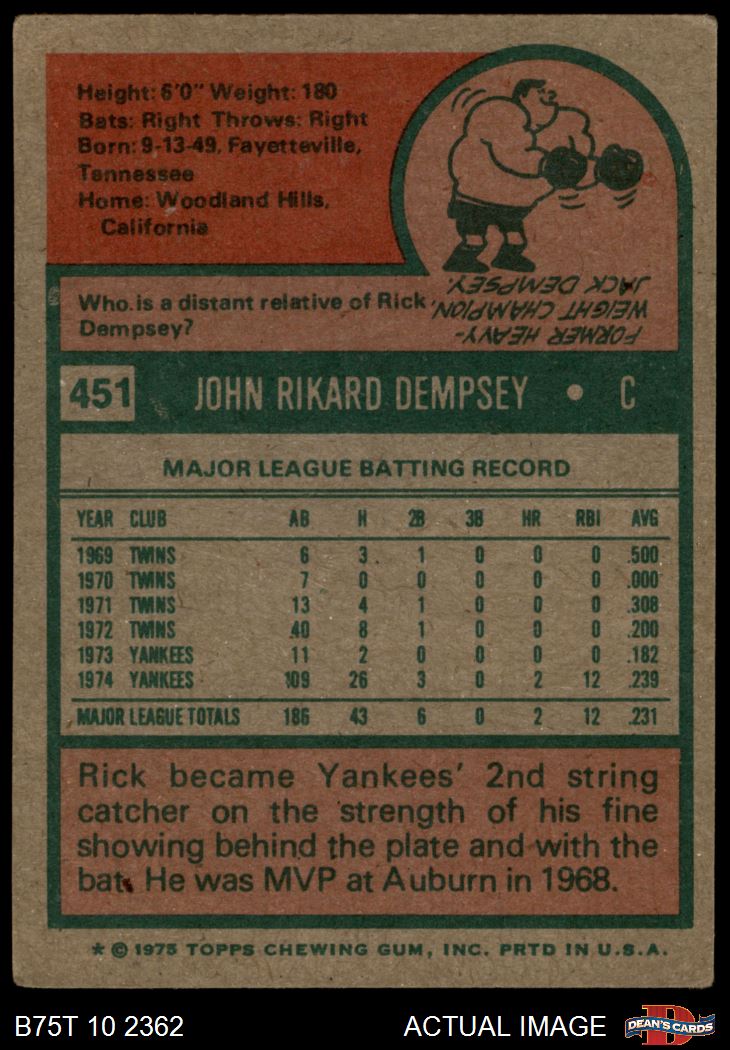 Height: 6'0" Weight: 180
Bats: Right Throws: Right
Born: 9-13-49, Fayetteville,
Tennessee
Home: Woodland Hills,
California
Who is a distant relative of Rick
Dempsey?
FORMER HEAVY-
WEIGHT CHAMPION,
JACK DEMPSEY.
451 JOHN RIKARD DEMPSEY • C
MAJOR LEAGUE BATTING RECORD
YEAR CLUB AB H 2B 3B HR RBI AVG
1969 TWINS 6 3 1 0 0 0 .500
1970 TWINS 7 0 0 0 0 0 .000
1971 TWINS 13 4 1 0 0 0 .308
1972 TWINS 40 8 1 0 0 0 .200
1973 YANKEES 11 2 0 0 0 0 .182
1974 YANKEES 109 26 3 0 2 12 .239
MAJOR LEAGUE TOTALS 186 43 6 0 2 12 .231
Rick became Yankees' 2nd string
catcher on the strength of his fine
showing behind the plate and with the
bat. He was MVP at Auburn in 1968.
* © 1975 TOPPS CHEWING GUM, INC. PRTD IN U.S.A.
B75T 10 2362 ACTUAL IMAGE
D
DEAN'S CARDS